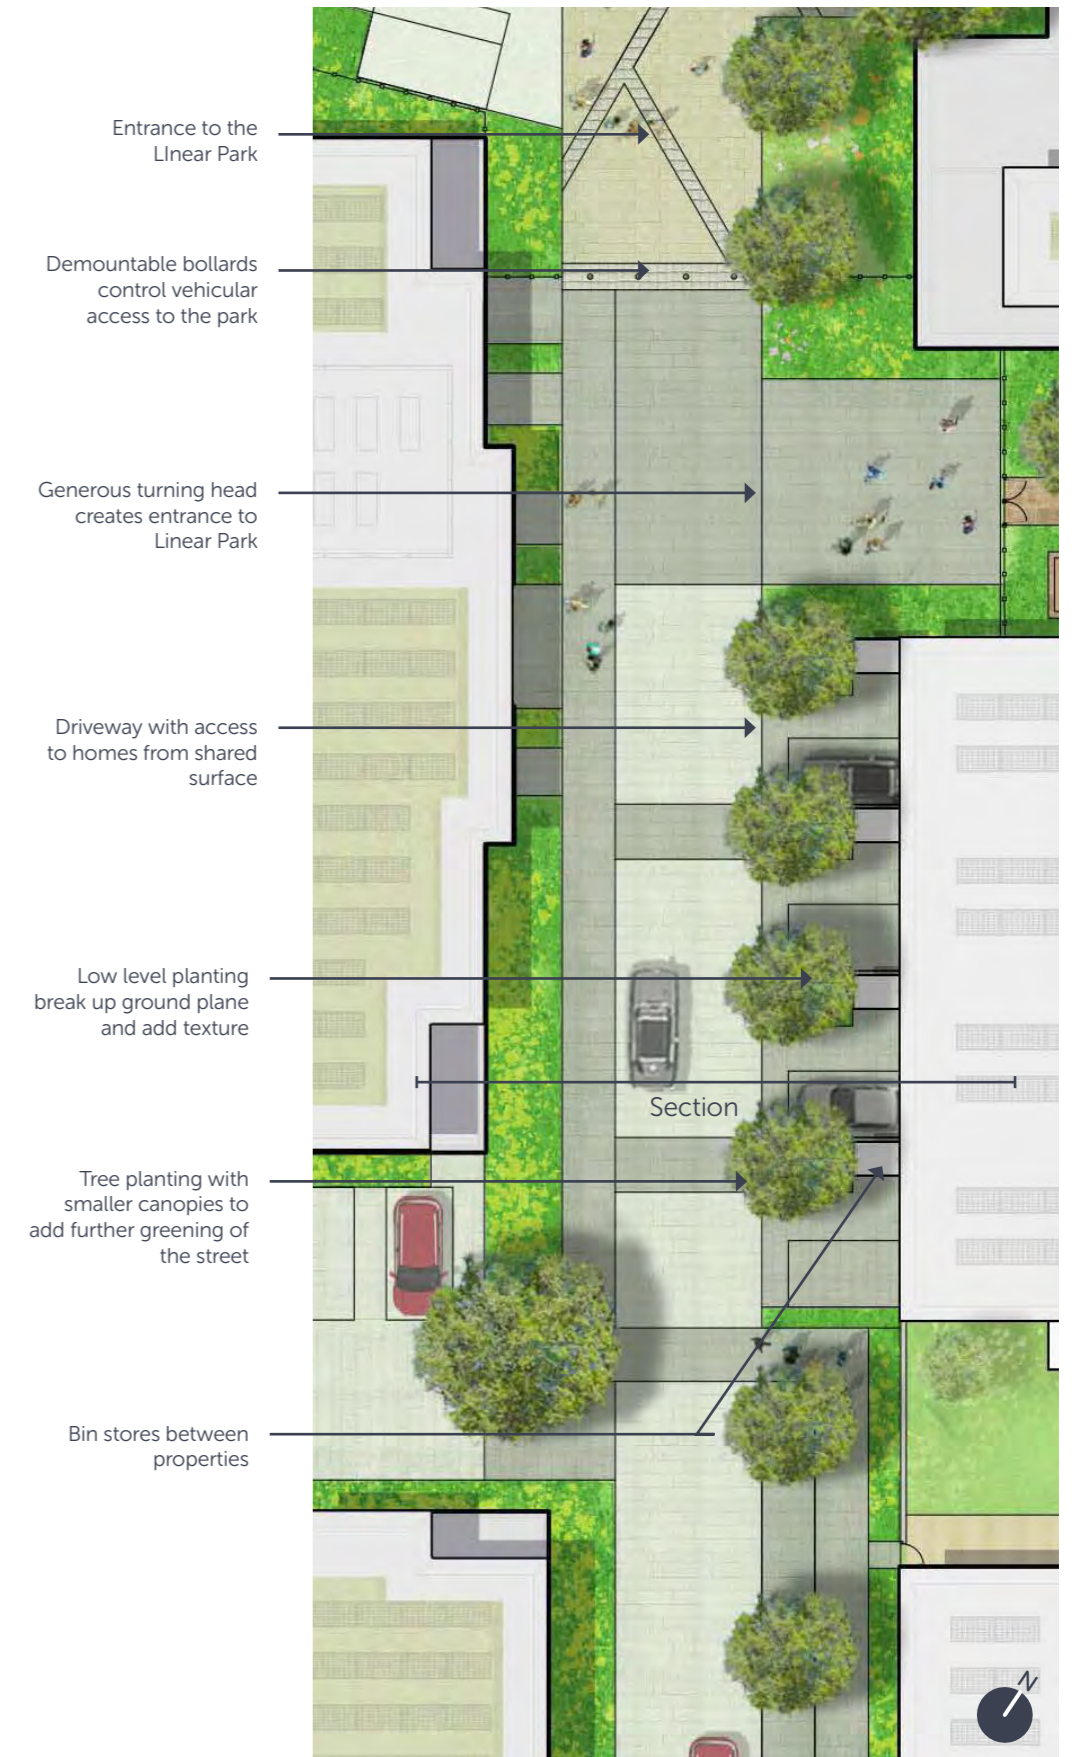 Entrance to the
LInear Park
Demountable bollards
control vehicular
access to the park
Generous turning head
creates entrance to
Linear Park
Driveway with access
to homes from shared
surface
Low level planting
break up ground plane
and add texture
Section
Tree planting with
smaller canopies to
add further greening of
the street
Bin stores between
properties
N